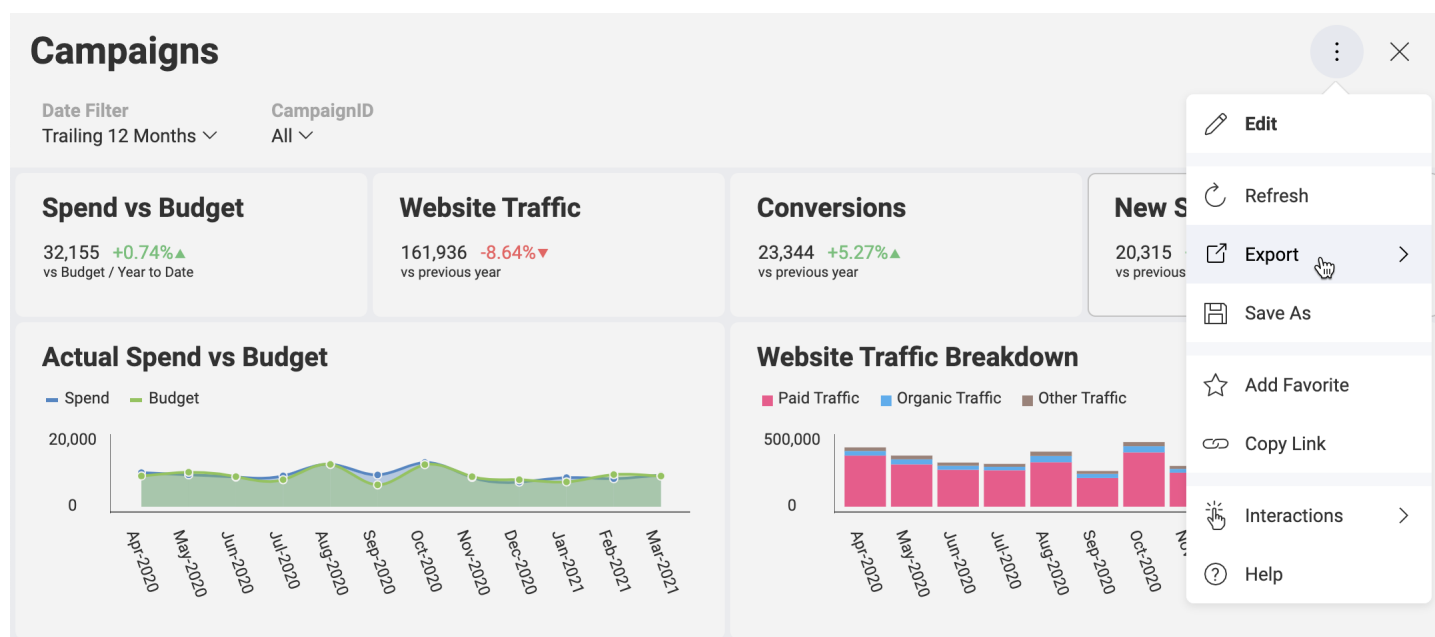 Campaigns
Date Filter
Trailing 12 Months
CampaignID
All
Spend vs Budget
32,155 +0.74%▲
vs Budget / Year to Date
Website Traffic
161,936 -8.64%▼
vs previous year
Conversions
23,344 +5.27%▲
vs previous year
New S
20,315
vs previous
Actual Spend vs Budget
Spend Budget
20,000
0
Apr-2020
May-2020
Jun-2020
Jul-2020
Aug-2020
Sep-2020
Oct-2020
Nov-2020
Dec-2020
Jan-2021
Feb-2021
Mar-2021
Website Traffic Breakdown
Paid Traffic Organic Traffic Other Traffic
500,000
0
Apr-2020
May-2020
Jun-2020
Jul-2020
Aug-2020
Sep-2020
Oct-2020
Edit
Refresh
Export
Save As
Add Favorite
Copy Link
Interactions
Help